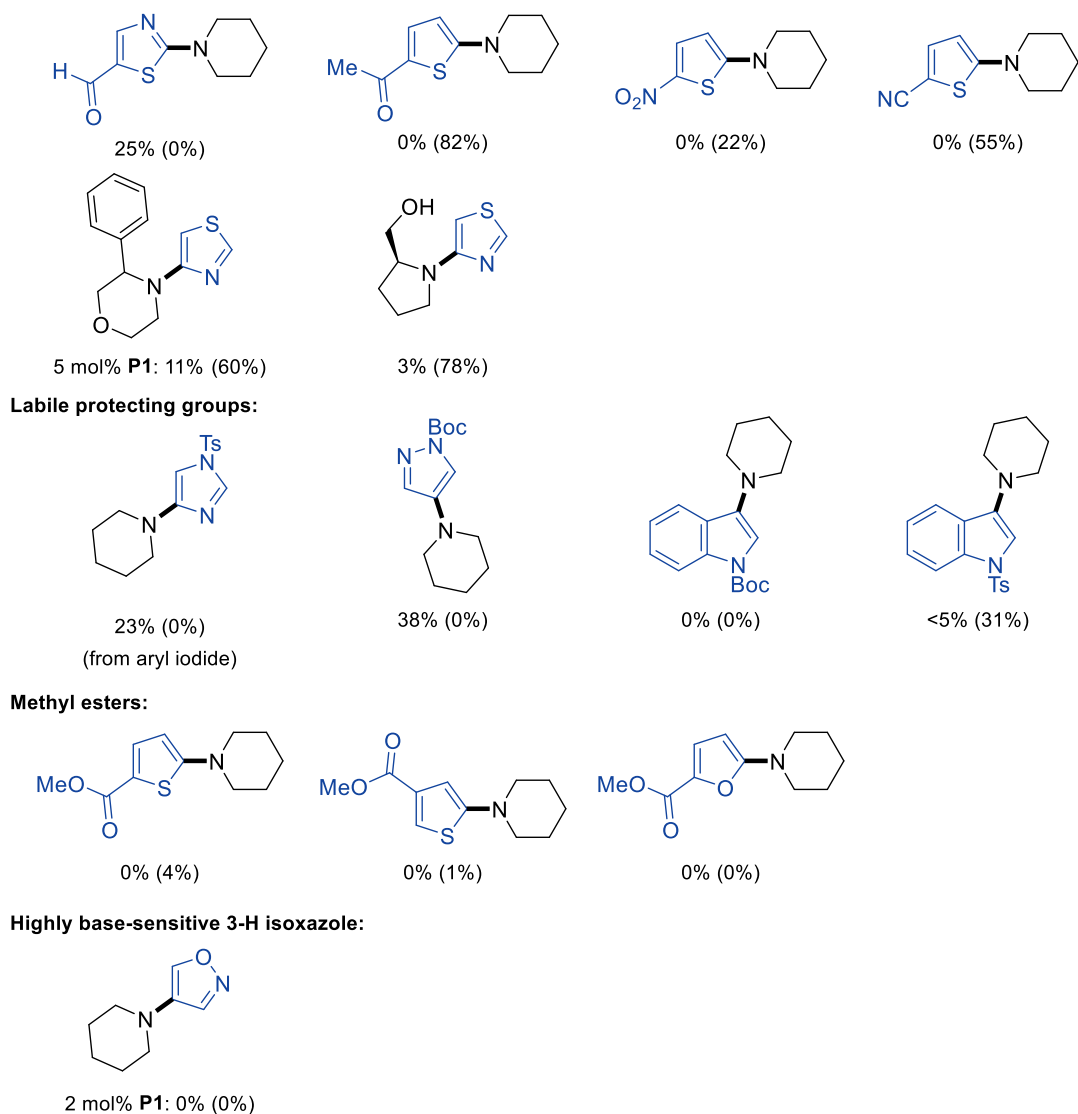 N
N
S
H
O
25% (0%)
Me
O
S
N
0% (82%)
O2N
S
N
0% (22%)
NC
S
N
0% (55%)
S
N
N
O
5 mol% P1: 11% (60%)
OH
S
N
N
3% (78%)
Labile protecting groups:
Ts
N
N
N
23% (0%)
(from aryl iodide)
Boc
N
N
N
38% (0%)
N
N
Boc
0% (0%)
N
N
Ts
<5% (31%)
Methyl esters:
MeO
O
S
N
0% (4%)
O
MeO
S
N
0% (1%)
MeO
O
O
N
0% (0%)
Highly base-sensitive 3-H isoxazole:
O
N
N
2 mol% P1: 0% (0%)